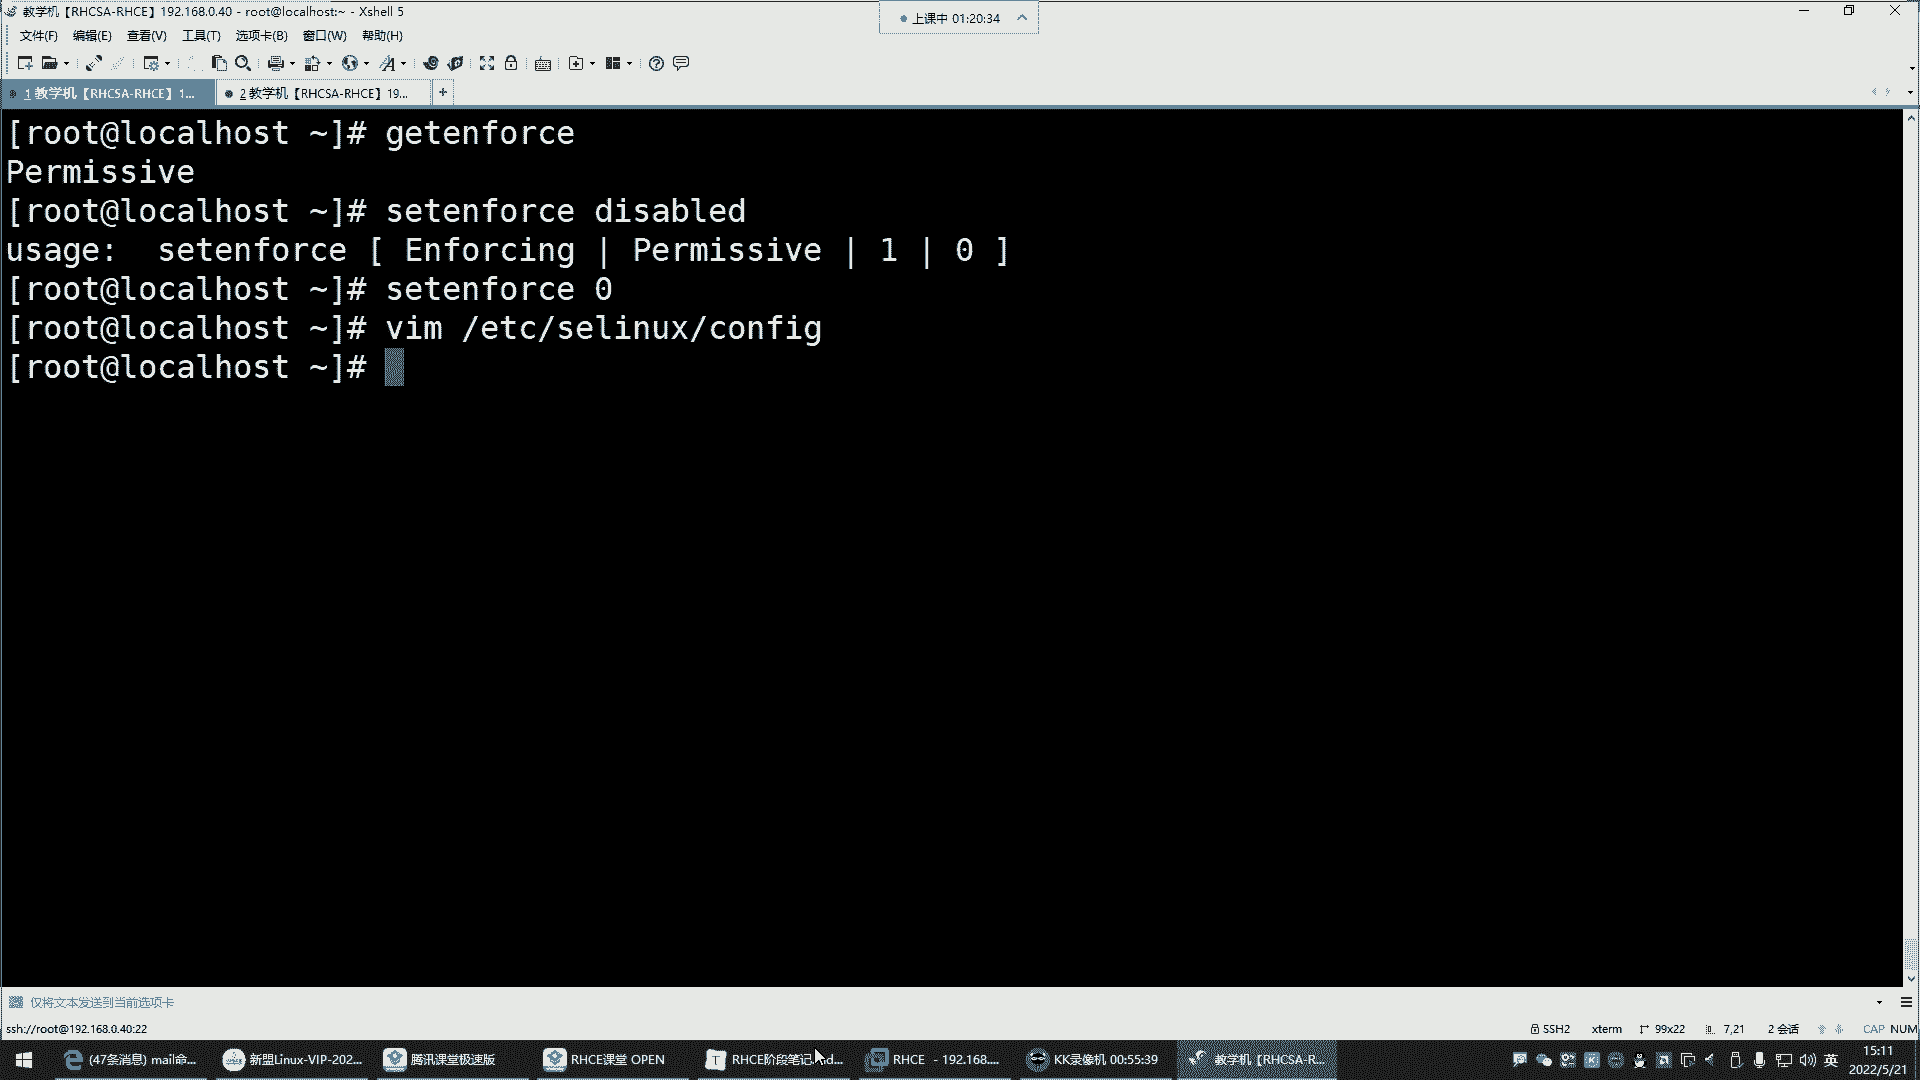 教学机【RHCSA-RHCE】192.168.0.40 - root@localhost:~ - Xshell 5
上课中 01:20:34
文件(F) 编辑(E) 查看(V) 工具(T) 选项卡(B) 窗口(W) 帮助(H)
1 教学机【RHCSA-RHCE】1... 2 教学机【RHCSA-RHCE】19... +
[root@localhost ~]# getenforce
Permissive
[root@localhost ~]# setenforce disabled
usage:  setenforce [ Enforcing | Permissive | 1 | 0 ]
[root@localhost ~]# setenforce 0
[root@localhost ~]# vim /etc/selinux/config
[root@localhost ~]#
仅将文本发送到当前选项卡
ssh://root@192.168.0.40:22 SSH2 xterm 99x22 7,21 2 会话 CAP NUM
(47条消息) mail命... 新盟Linux-VIP-202... 腾讯课堂极速版 RHCE课堂 OPEN RHCE阶段笔记 RHCE - 192.168.... KK录像机 00:55:39 教学机【RHCSA-R... 英 15:11
2022/5/21